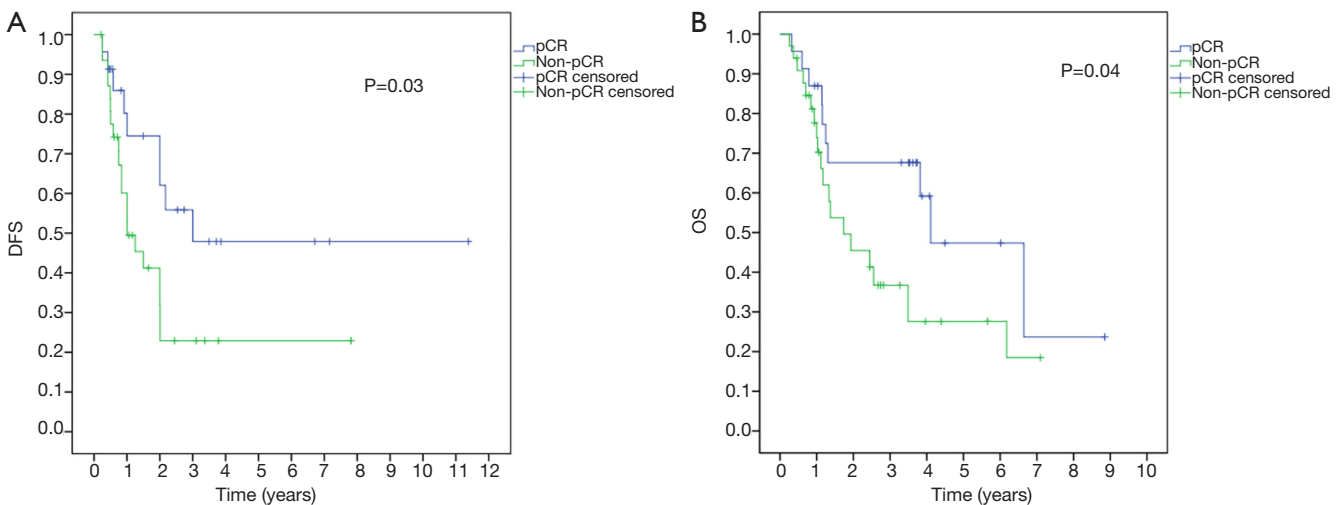 A
DFS
1.0
0.9
0.8
0.7
0.6
0.5
0.4
0.3
0.2
0.1
0.0
0 1 2 3 4 5 6 7 8 9 10 11 12
Time (years)
P=0.03
pCR
Non-pCR
pCR censored
Non-pCR censored
B
OS
1.0
0.9
0.8
0.7
0.6
0.5
0.4
0.3
0.2
0.1
0.0
0 1 2 3 4 5 6 7 8 9 10
Time (years)
P=0.04
pCR
Non-pCR
pCR censored
Non-pCR censored